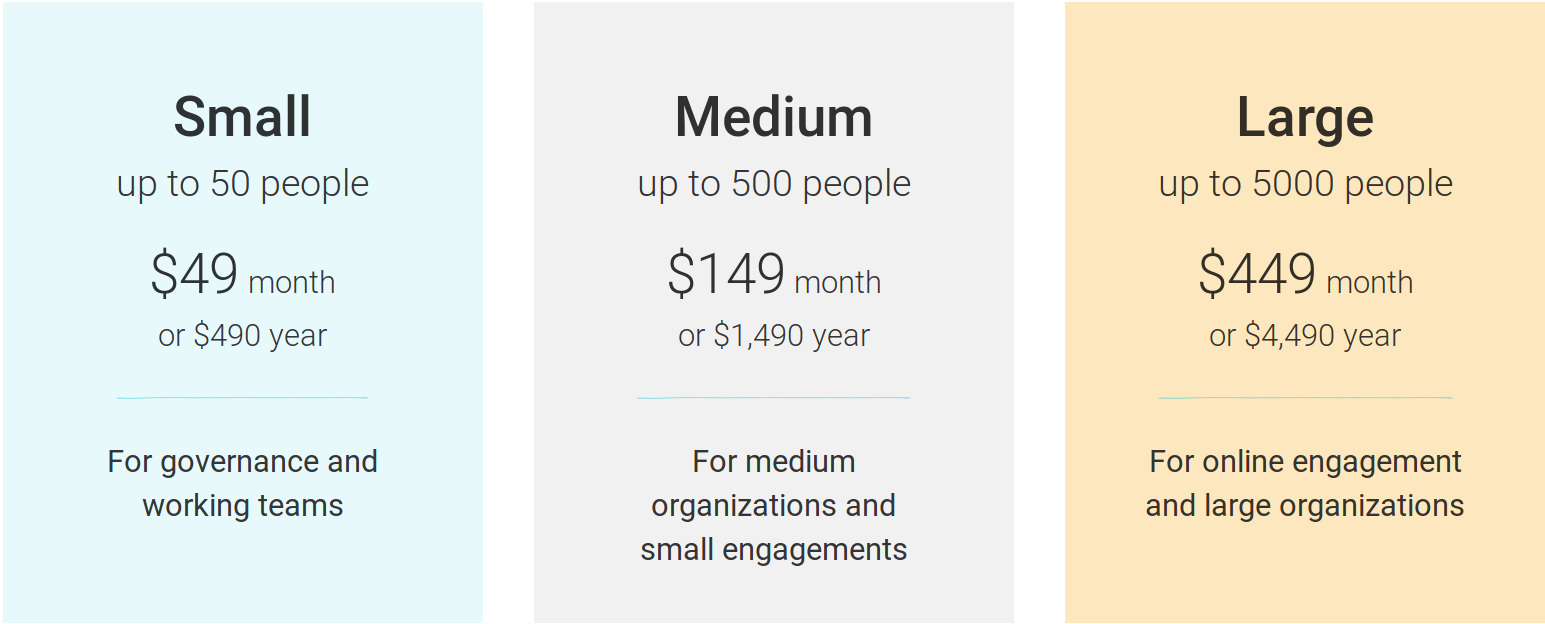 Small
up to 50 people
$49 month
or $490 year
For governance and
working teams
Medium
up to 500 people
$149 month
or $1,490 year
For medium
organizations and
small engagements
Large
up to 5000 people
$449 month
or $4,490 year
For online engagement
and large organizations